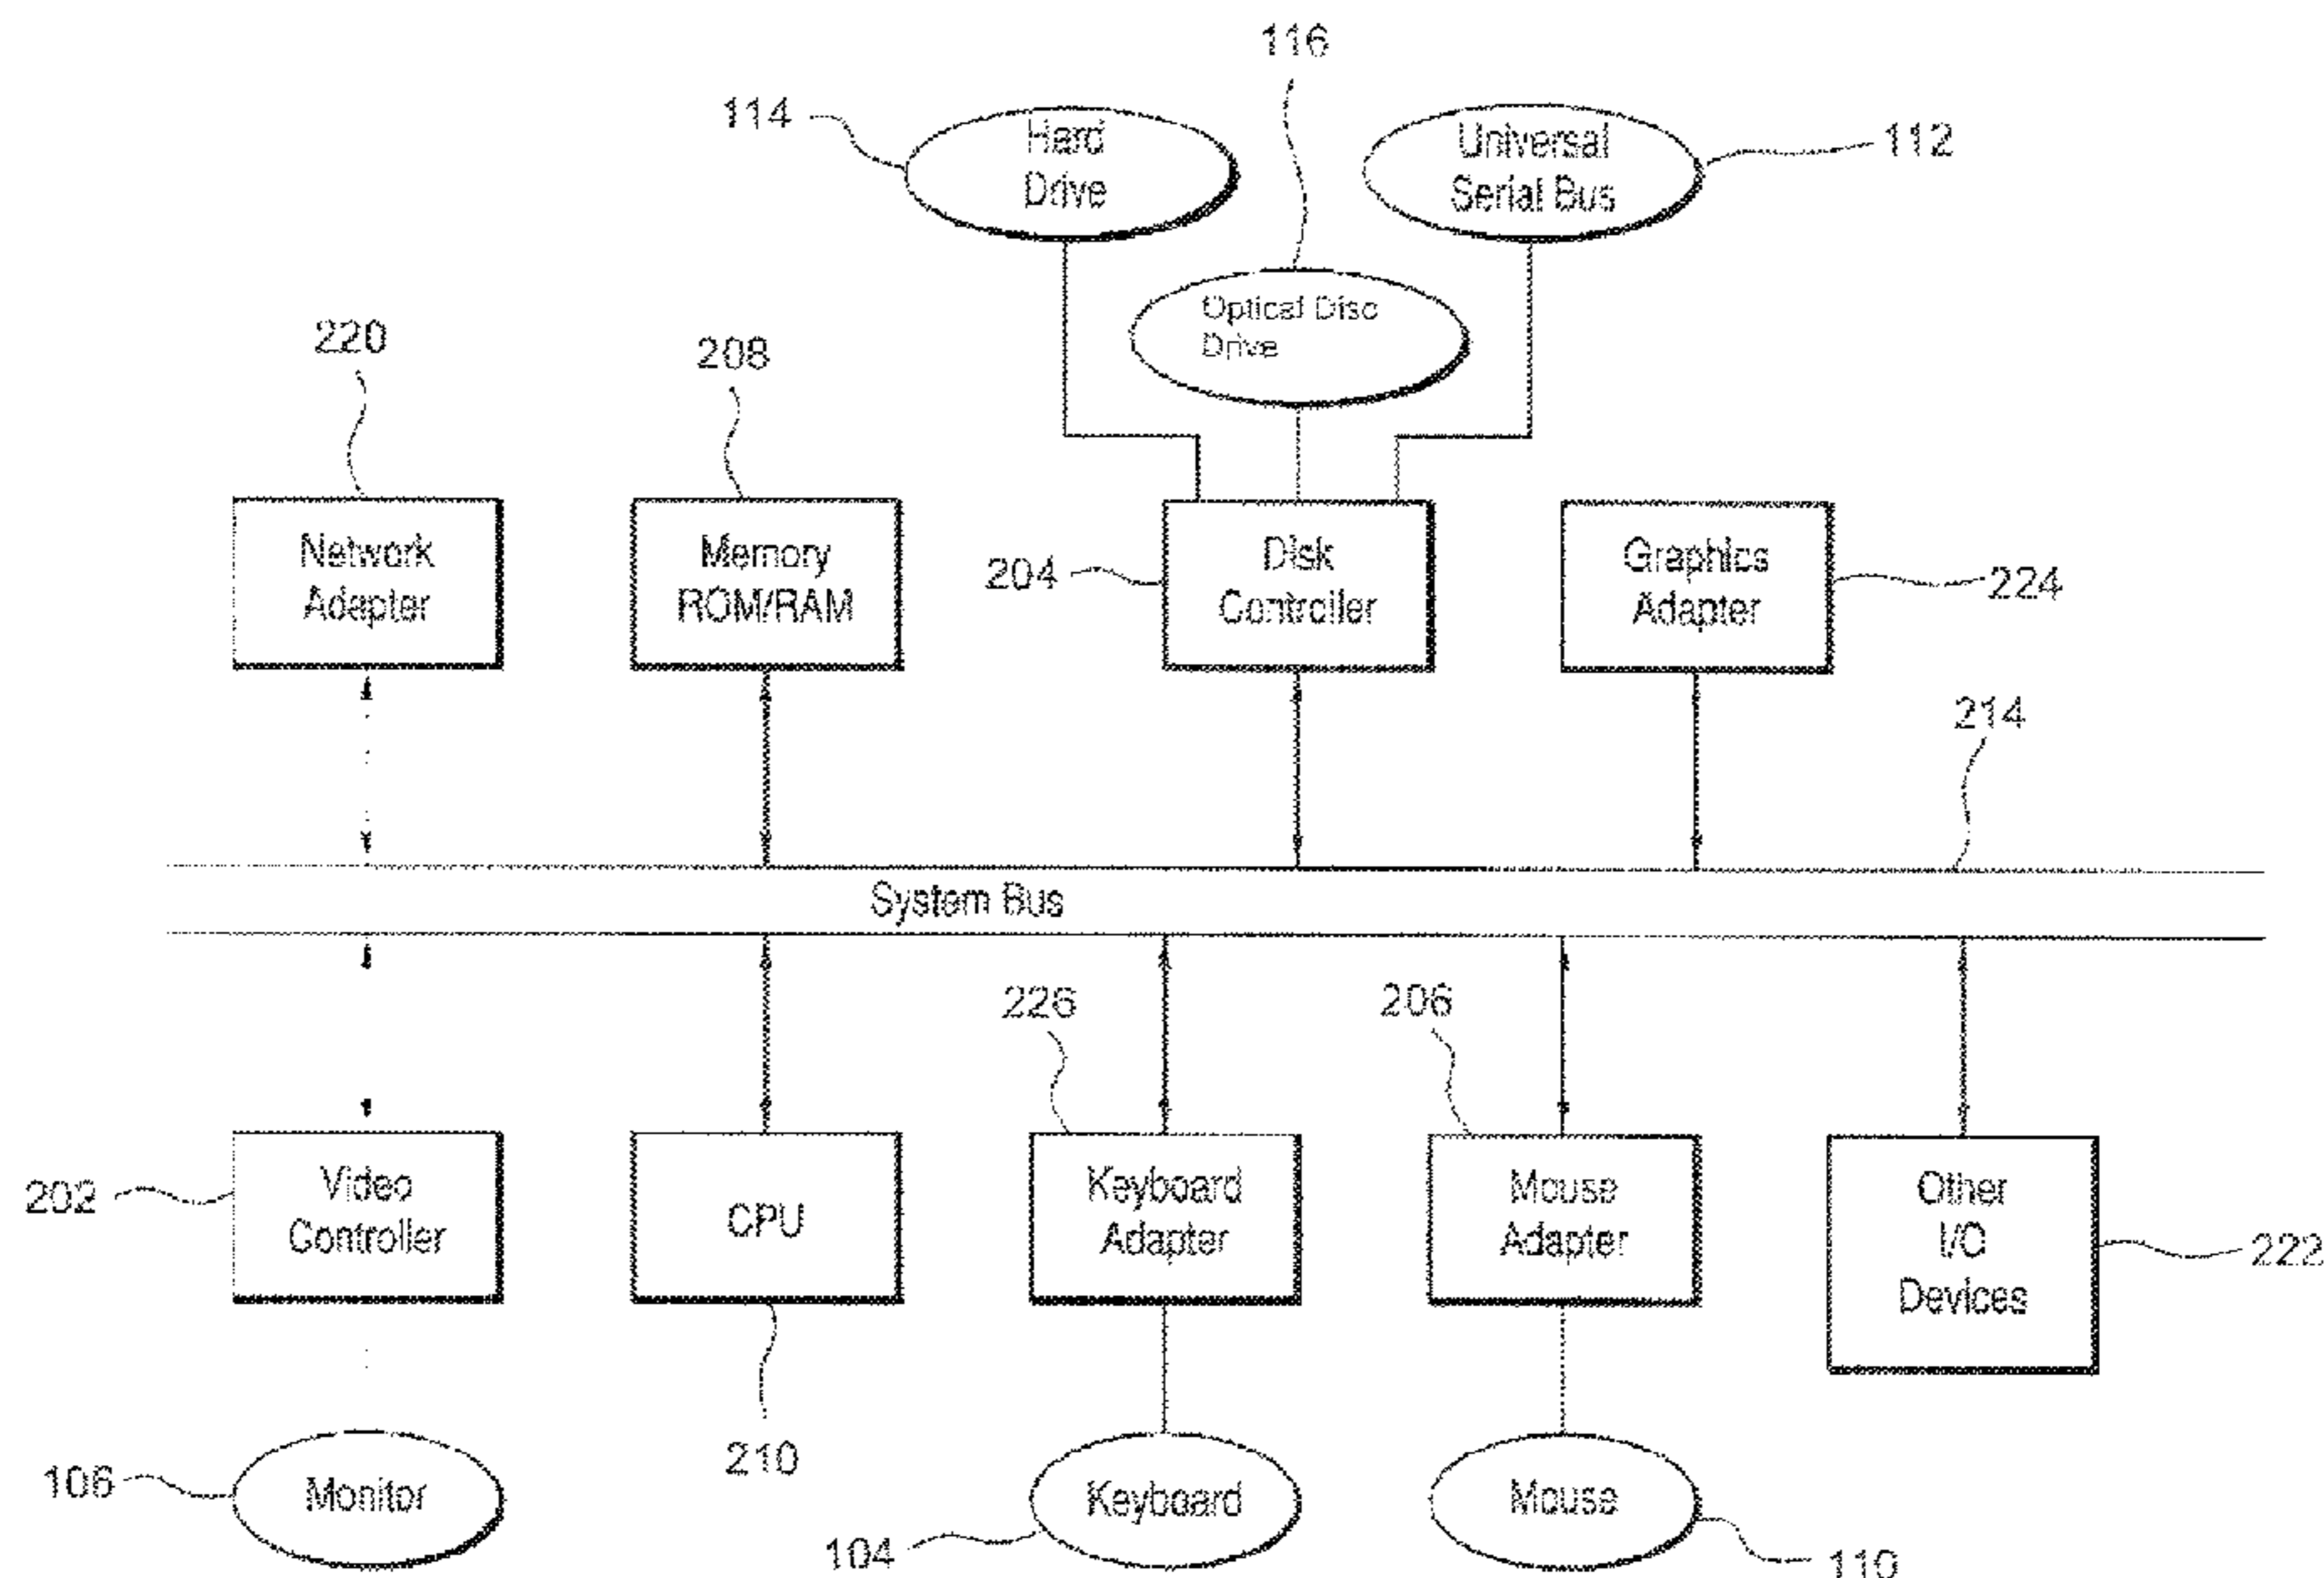 116
114
Hard
Drive
Universal
Serial Bus
112
Optical Disc
Drive
220
208
Network
Adapter
Memory
ROM/RAM
204
Disk
Controller
Graphics
Adapter
224
214
System Bus
226
206
202
Video
Controller
CPU
Keyboard
Adapter
Mouse
Adapter
Other
I/O
Devices
222
210
106
Monitor
Keyboard
Mouse
104
110